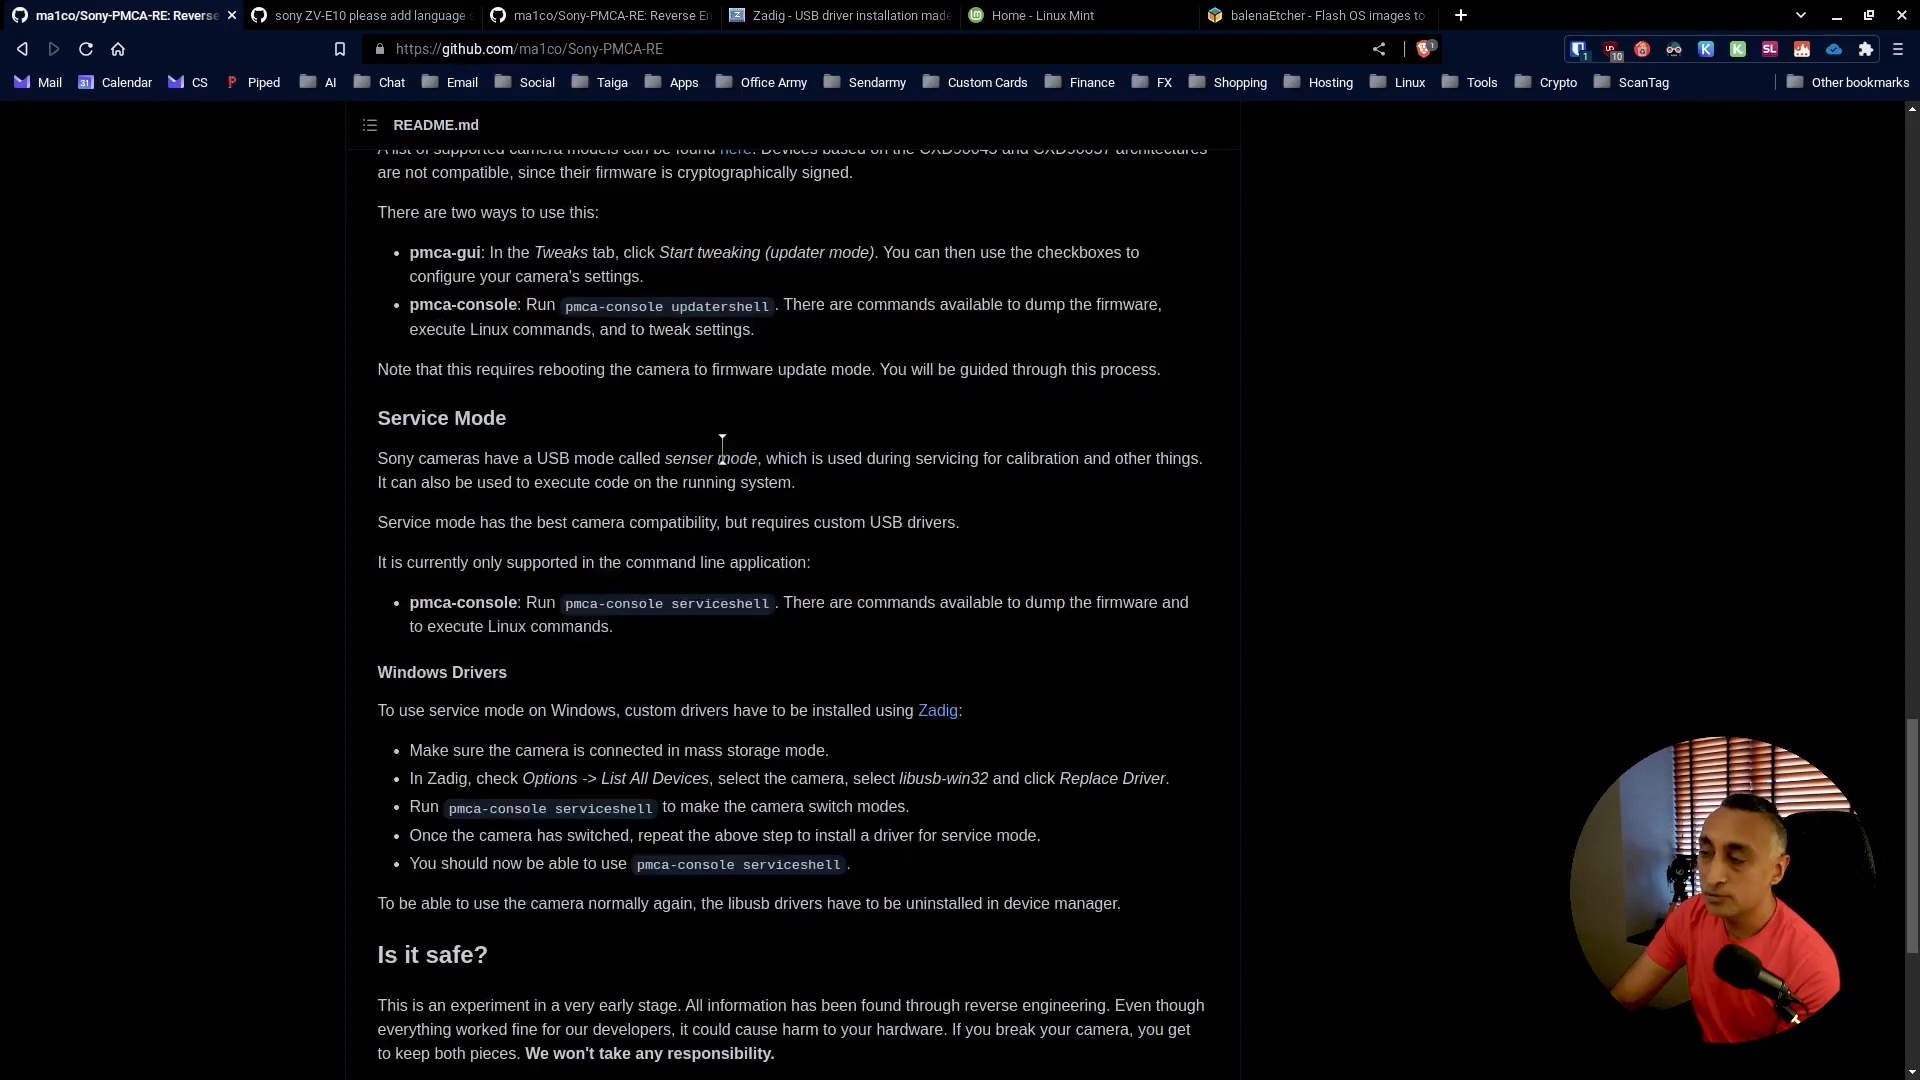 ma1co/Sony-PMCA-RE: Reverse
sony ZV-E10 please add language s
ma1co/Sony-PMCA-RE: Reverse En
Zadig - USB driver installation made
Home - Linux Mint
balenaEtcher - Flash OS images to
https://github.com/ma1co/Sony-PMCA-RE
Mail
Calendar
CS
Piped
AI
Chat
Email
Social
Taiga
Apps
Office Army
Sendarmy
Custom Cards
Finance
FX
Shopping
Hosting
Linux
Tools
Crypto
ScanTag
Other bookmarks
README.md
A list of supported camera models can be found here. Devices based on the and architectures
are not compatible, since their firmware is cryptographically signed.
There are two ways to use this:
pmca-gui: In the Tweaks tab, click Start tweaking (updater mode). You can then use the checkboxes to
configure your camera's settings.
pmca-console: Run pmca-console updatershell. There are commands available to dump the firmware,
execute Linux commands, and to tweak settings.
Note that this requires rebooting the camera to firmware update mode. You will be guided through this process.
Service Mode
Sony cameras have a USB mode called senser mode, which is used during servicing for calibration and other things.
It can also be used to execute code on the running system.
Service mode has the best camera compatibility, but requires custom USB drivers.
It is currently only supported in the command line application:
pmca-console: Run pmca-console serviceshell. There are commands available to dump the firmware and
to execute Linux commands.
Windows Drivers
To use service mode on Windows, custom drivers have to be installed using Zadig:
Make sure the camera is connected in mass storage mode.
In Zadig, check Options -> List All Devices, select the camera, select libusb-win32 and click Replace Driver.
Run pmca-console serviceshell to make the camera switch modes.
Once the camera has switched, repeat the above step to install a driver for service mode.
You should now be able to use pmca-console serviceshell.
To be able to use the camera normally again, the libusb drivers have to be uninstalled in device manager.
Is it safe?
This is an experiment in a very early stage. All information has been found through reverse engineering. Even though
everything worked fine for our developers, it could cause harm to your hardware. If you break your camera, you get
to keep both pieces. We won't take any responsibility.